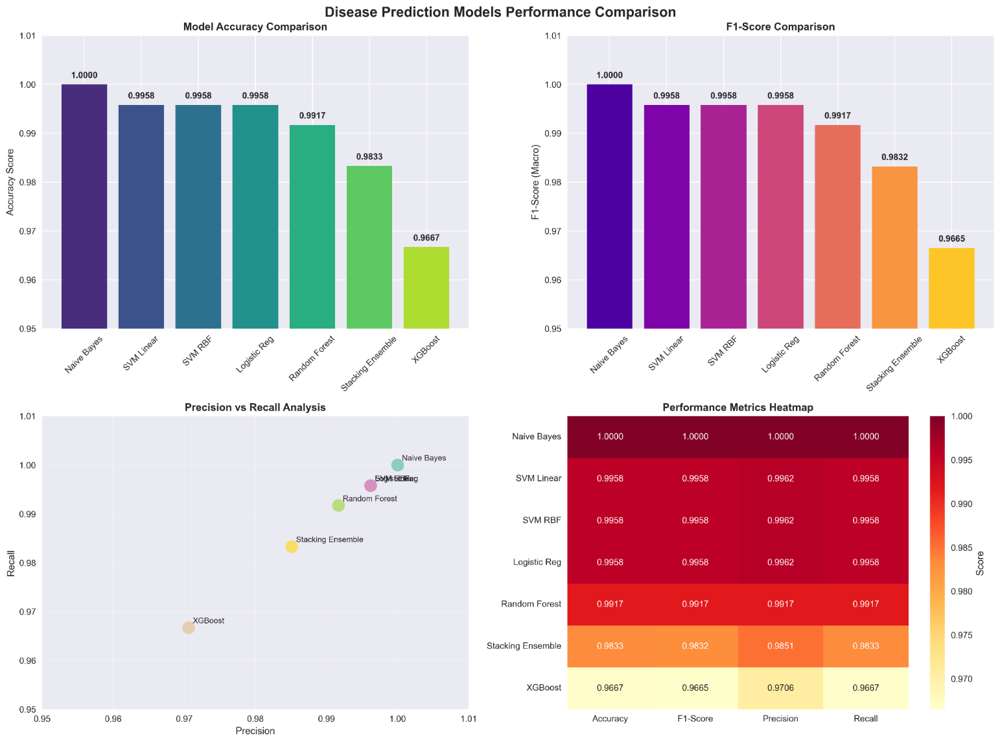 Disease Prediction Models Performance Comparison
Model Accuracy Comparison
Accuracy Score
1.01
1.00
0.99
0.98
0.97
0.96
0.95
1.0000
0.9958
0.9958
0.9958
0.9917
0.9833
0.9667
Naive Bayes
SVM Linear
SVM RBF
Logistic Reg
Random Forest
Stacking Ensemble
XGBoost
F1-Score Comparison
F1-Score (Macro)
1.01
1.00
0.99
0.98
0.97
0.96
0.95
1.0000
0.9958
0.9958
0.9958
0.9917
0.9832
0.9665
Naive Bayes
SVM Linear
SVM RBF
Logistic Reg
Random Forest
Stacking Ensemble
XGBoost
Precision vs Recall Analysis
Recall
1.01
1.00
0.99
0.98
0.97
0.96
0.95
Naive Bayes
Random Forest
Stacking Ensemble
XGBoost
0.95 0.96 0.97 0.98 0.99 1.00 1.01
Precision
Performance Metrics Heatmap
Naive Bayes 1.0000 1.0000 1.0000 1.0000
SVM Linear 0.9958 0.9958 0.9962 0.9958
SVM RBF 0.9958 0.9958 0.9962 0.9958
Logistic Reg 0.9958 0.9958 0.9962 0.9958
Random Forest 0.9917 0.9917 0.9917 0.9917
Stacking Ensemble 0.9833 0.9832 0.9851 0.9833
XGBoost 0.9667 0.9665 0.9706 0.9667
Accuracy F1-Score Precision Recall
1.000
0.995
0.990
0.985
0.980
0.975
0.970
Score